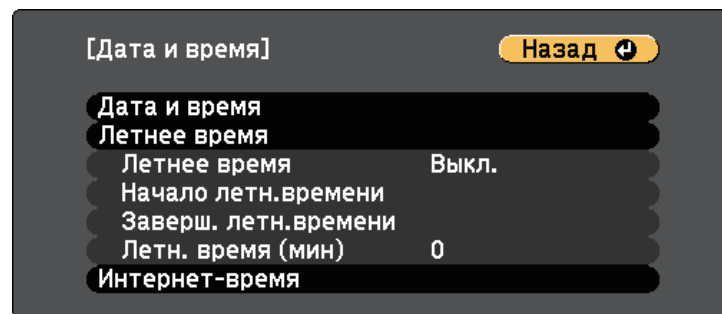 [Дата и время] Назад
Дата и время
Летнее время
Летнее время Выкл.
Начало летн.времени
Заверш. летн.времени
Летн. время (мин) 0
Интернет-время